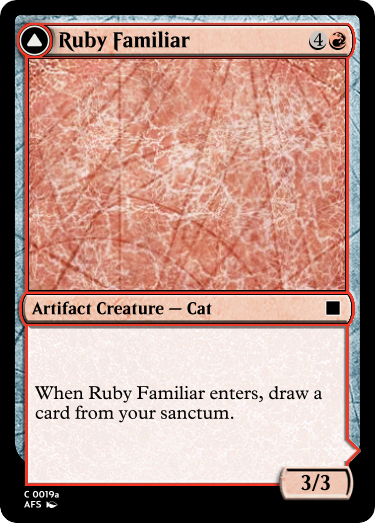 Ruby Familiar 4
Artifact Creature — Cat
When Ruby Familiar enters, draw a
card from your sanctum.
3/3
C 0019a
AFS